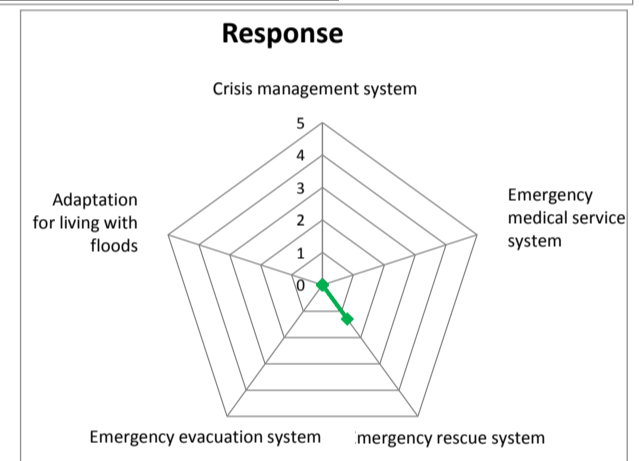 Response
Crisis management system
5
4
3
2
1
0
Adaptation
for living with
floods
Emergency
medical service
system
Emergency evacuation system
mergency rescue system